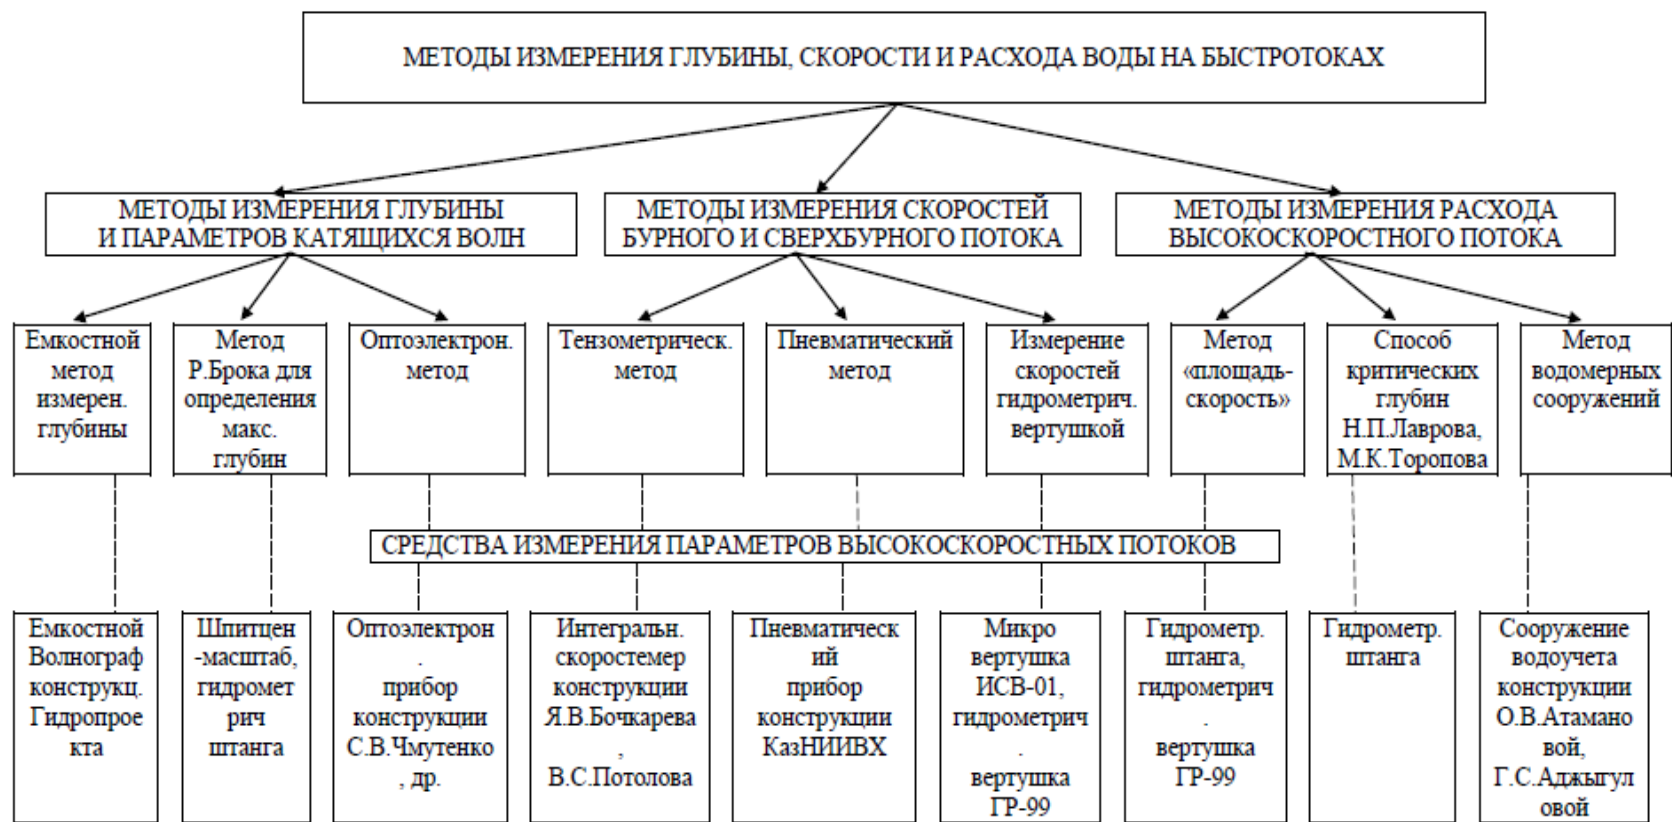 МЕТОДЫ ИЗМЕРЕНИЯ ГЛУБИНЫ, СКОРОСТИ И РАСХОДА ВОДЫ НА БЫСТРОТОКАХ
МЕТОДЫ ИЗМЕРЕНИЯ ГЛУБИНЫ
И ПАРАМЕТРОВ КАТЯЩИХСЯ ВОЛН
МЕТОДЫ ИЗМЕРЕНИЯ СКОРОСТЕЙ
БУРНОГО И СВЕРХБУРНОГО ПОТОКА
МЕТОДЫ ИЗМЕРЕНИЯ РАСХОДА
ВЫСОКОСКОРОСТНОГО ПОТОКА
Емкостной
метод
измерен.
глубины
Метод
Р.Брока для
определения
макс.
глубин
Оптоэлектрон.
метод
Тензометрическ.
метод
Пневматический
метод
Измерение
скоростей
гидрометрич.
вертушкой
Метод
«площадь-
скорость»
Способ
критических
глубин
Н.П.Лаврова,
М.К.Торопова
Метод
водомерных
сооружений
СРЕДСТВА ИЗМЕРЕНИЯ ПАРАМЕТРОВ ВЫСОКОСКОРОСТНЫХ ПОТОКОВ
Емкостной
Волнограф
конструкц.
Гидропрое
кта
Шпитцен
-масштаб,
гидромет
рич
штанга
Оптоэлектрон
.
прибор
конструкции
С.В.Чмутенко
, др.
Интегральн.
скоростемер
конструкции
Я.В.Бочкарева
,
В.С.Потолова
Пневматическ
ий
прибор
конструкции
КазНИИВХ
Микро
вертушка
ИСВ-01,
гидрометрич
.
вертушка
ГР-99
Гидрометр.
штанга,
гидрометрич
.
вертушка
ГР-99
Гидрометр.
штанга
Сооружение
водоучета
конструкции
О.В.Атамано
вой,
Г.С.Аджыгул
овой